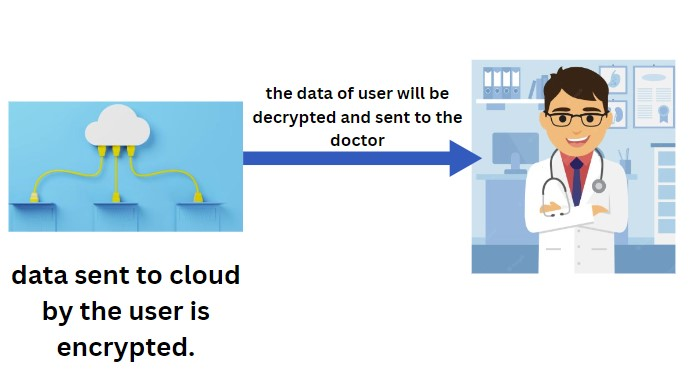 the data of user will be
decrypted and sent to the
doctor
data sent to cloud
by the user is
encrypted.